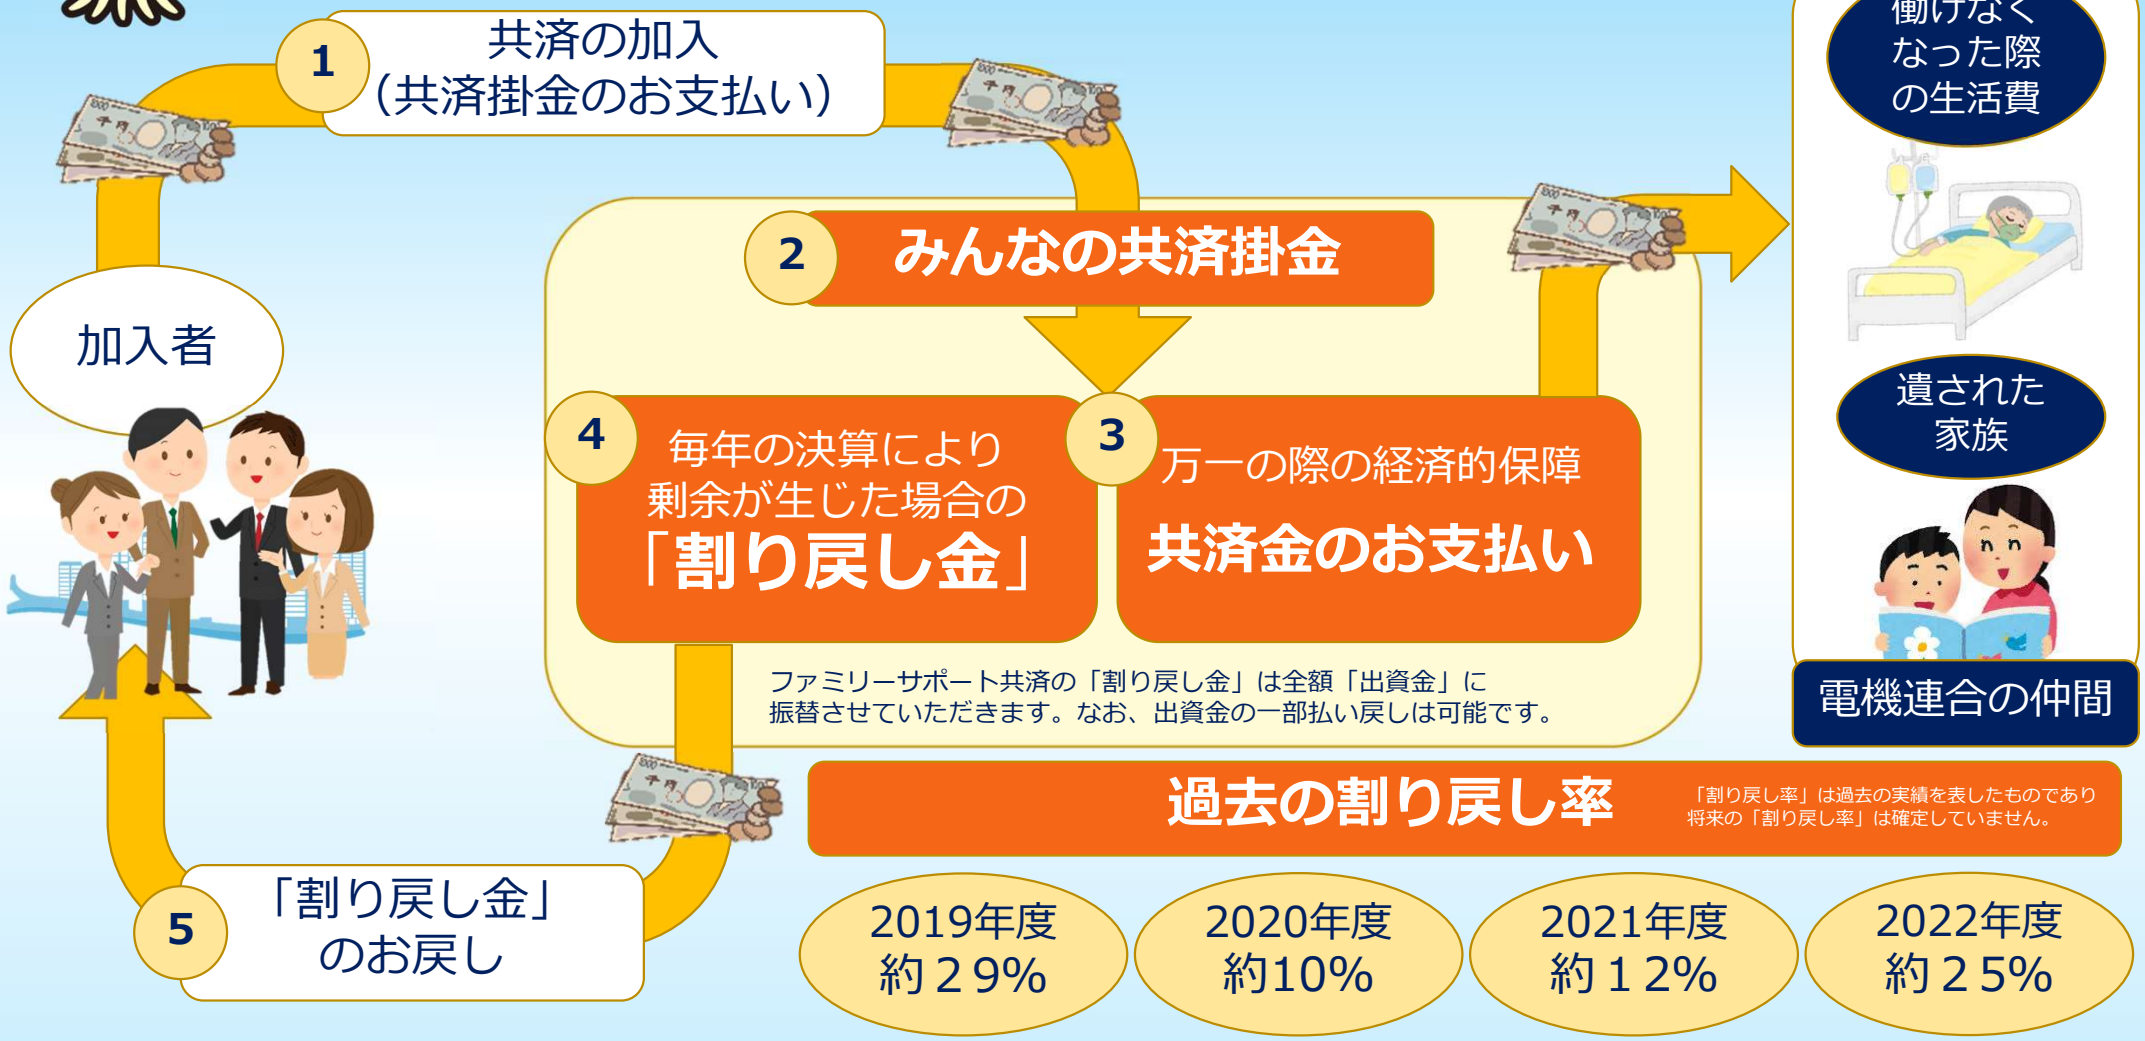 1
共済の加入
（共済掛金のお支払い）
働けなく
なった際
の生活費
2
みんなの共済掛金
加入者
4
毎年の決算により
剰余が生じた場合の
「割り戻し金」
3
万一の際の経済的保障
共済金のお支払い
遺された
家族
ファミリーサポート共済の「割り戻し金」は全額「出資金」に
振替させていただきます。なお、出資金の一部払い戻しは可能です。
電機連合の仲間
過去の割り戻し率
「割り戻し率」は過去の実績を表したものであり
将来の「割り戻し率」は確定していません。
5
「割り戻し金」
のお戻し
2019年度
約２9%
2020年度
約10%
2021年度
約１2%
2022年度
約２5%